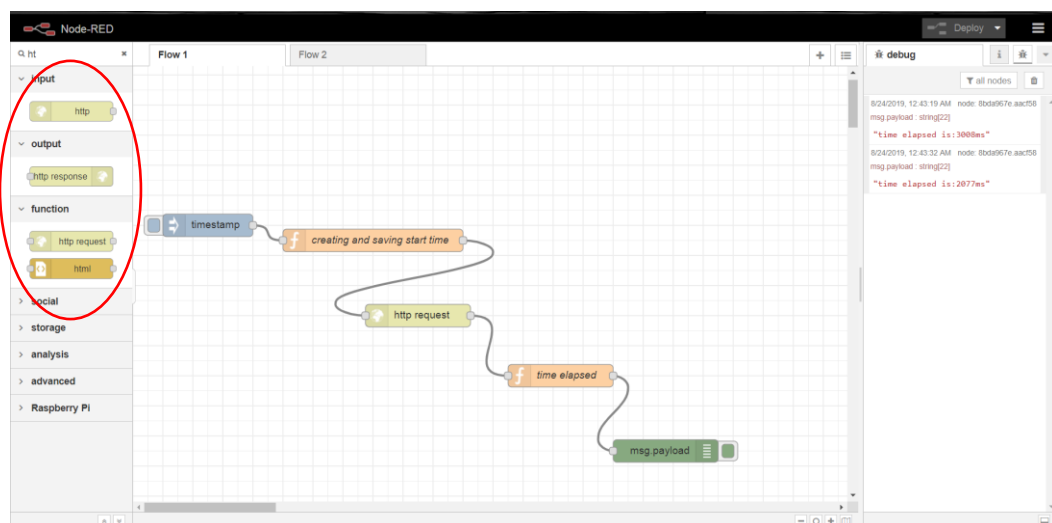 Node-RED
Deploy
ht
Flow 1
Flow 2
debug
i
input
all nodes
http
8/24/2019, 12:43:19 AM node: 8bda967e.aacf58
msg.payload : string[22]
"time elapsed is:3008ms"
output
8/24/2019, 12:43:32 AM node: 8bda967e.aacf58
msg.payload : string[22]
http response
"time elapsed is:2077ms"
function
timestamp
f creating and saving start time
http request
html
social
http request
storage
analysis
f time elapsed
advanced
Raspberry Pi
msg.payload